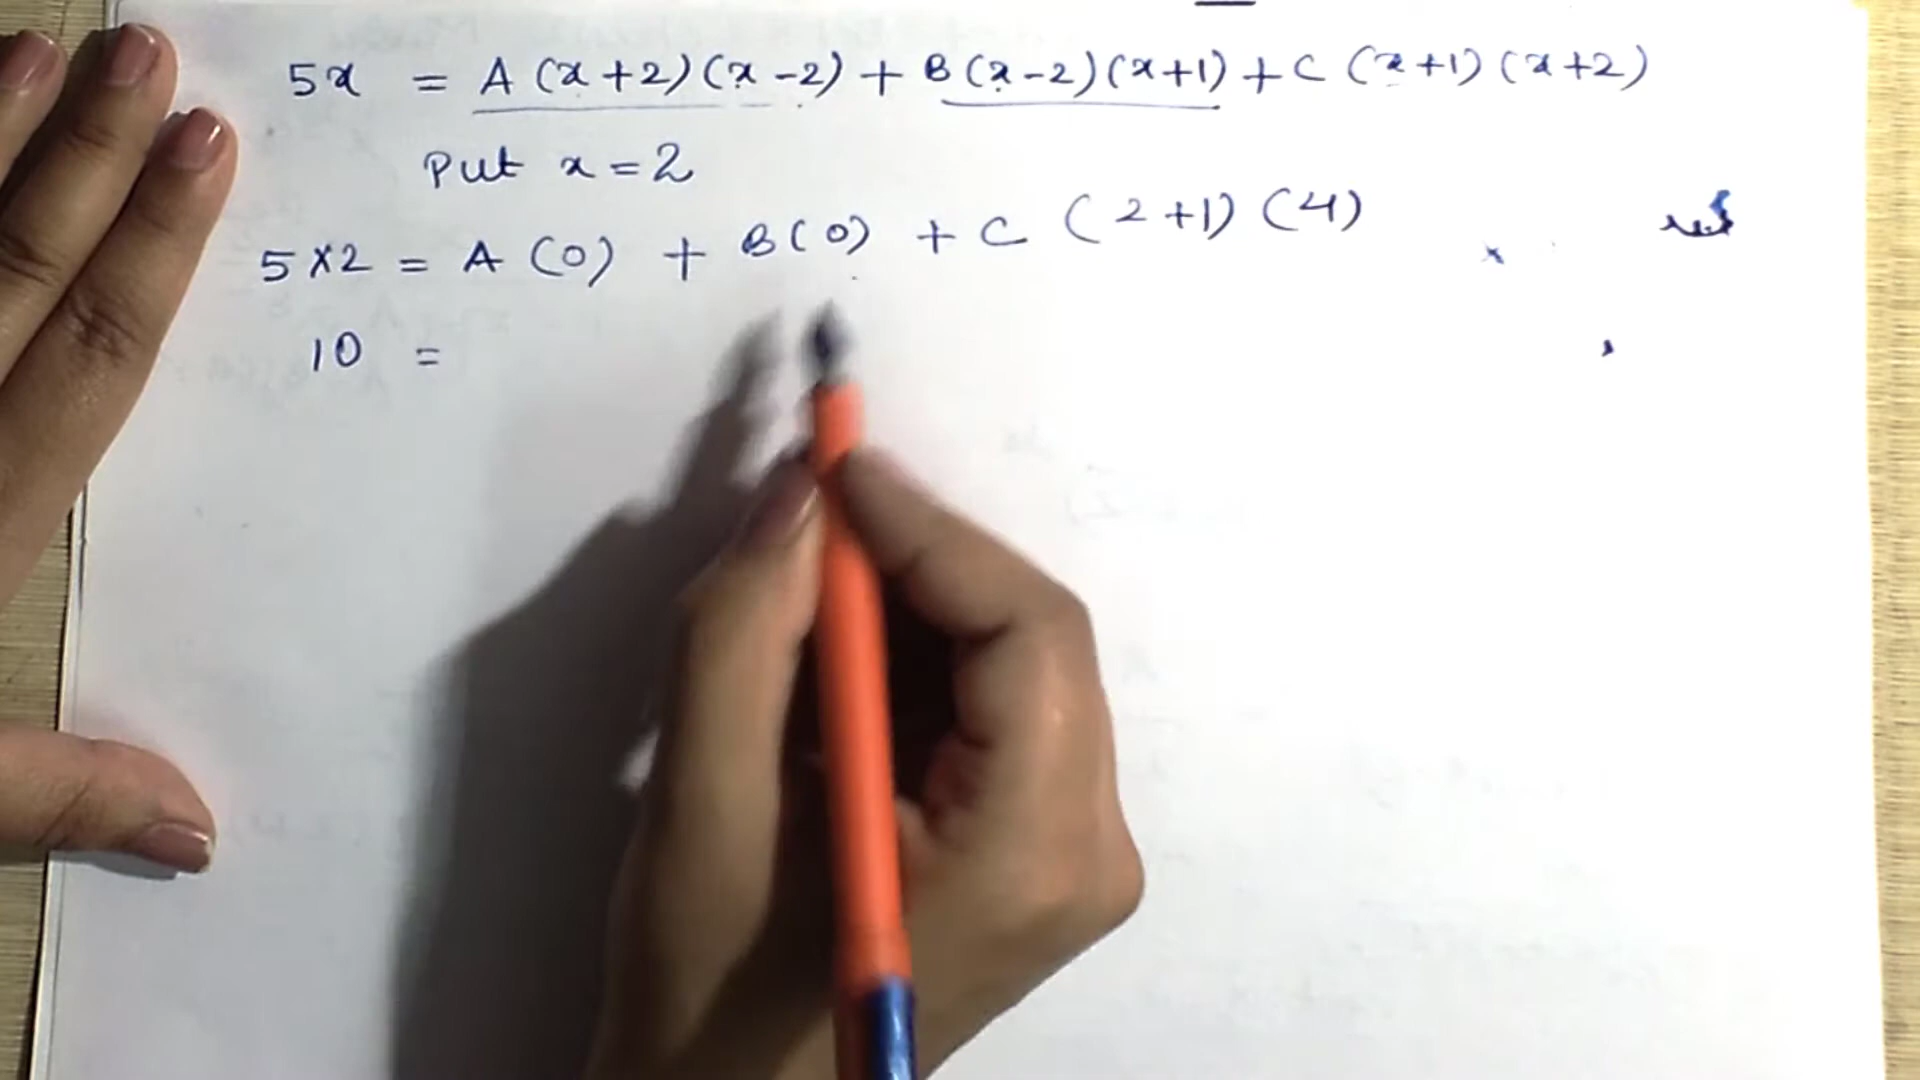 5x = A (x+2) (x-2) + B (x-2) (x+1) + C (x+1) (x+2)
Put x = 2
5×2 = A (0) + B (0) + C (2+1) (4)
10 =